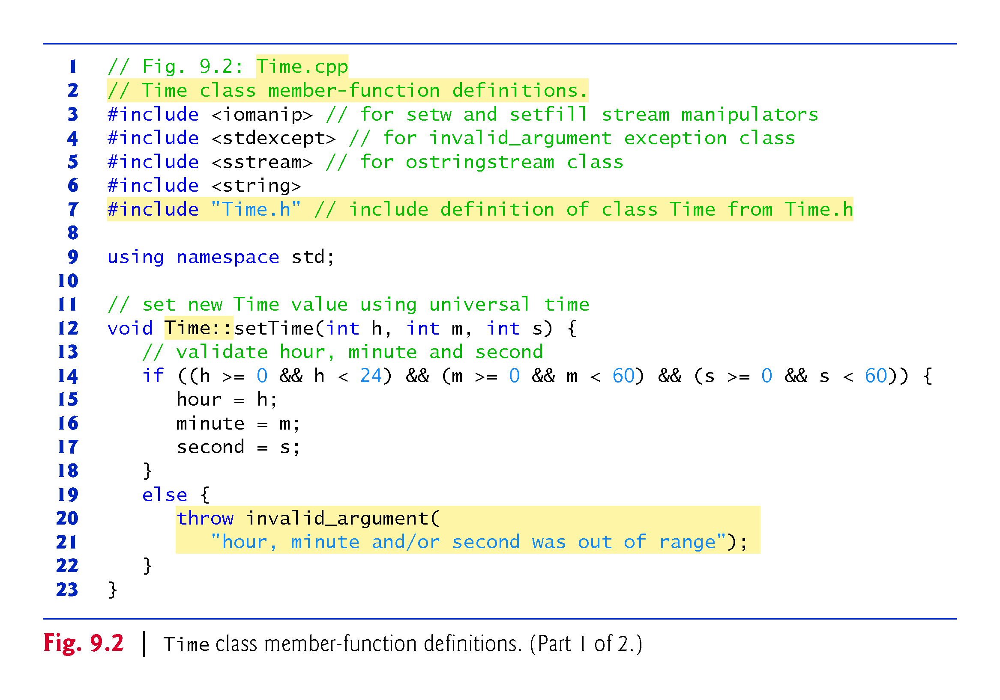 1 // Fig. 9.2: Time.cpp
2 // Time class member-function definitions.
3 #include <iomanip> // for setw and setfill stream manipulators
4 #include <stdexcept> // for invalid_argument exception class
5 #include <sstream> // for ostringstream class
6 #include <string>
7 #include "Time.h" // include definition of class Time from Time.h
8
9 using namespace std;
10
11 // set new Time value using universal time
12 void Time::setTime(int h, int m, int s) {
13    // validate hour, minute and second
14    if ((h >= 0 && h < 24) && (m >= 0 && m < 60) && (s >= 0 && s < 60)) {
15       hour = h;
16       minute = m;
17       second = s;
18    }
19    else {
20       throw invalid_argument(
21          "hour, minute and/or second was out of range");
22    }
23 }
Fig. 9.2 | Time class member-function definitions. (Part 1 of 2.)